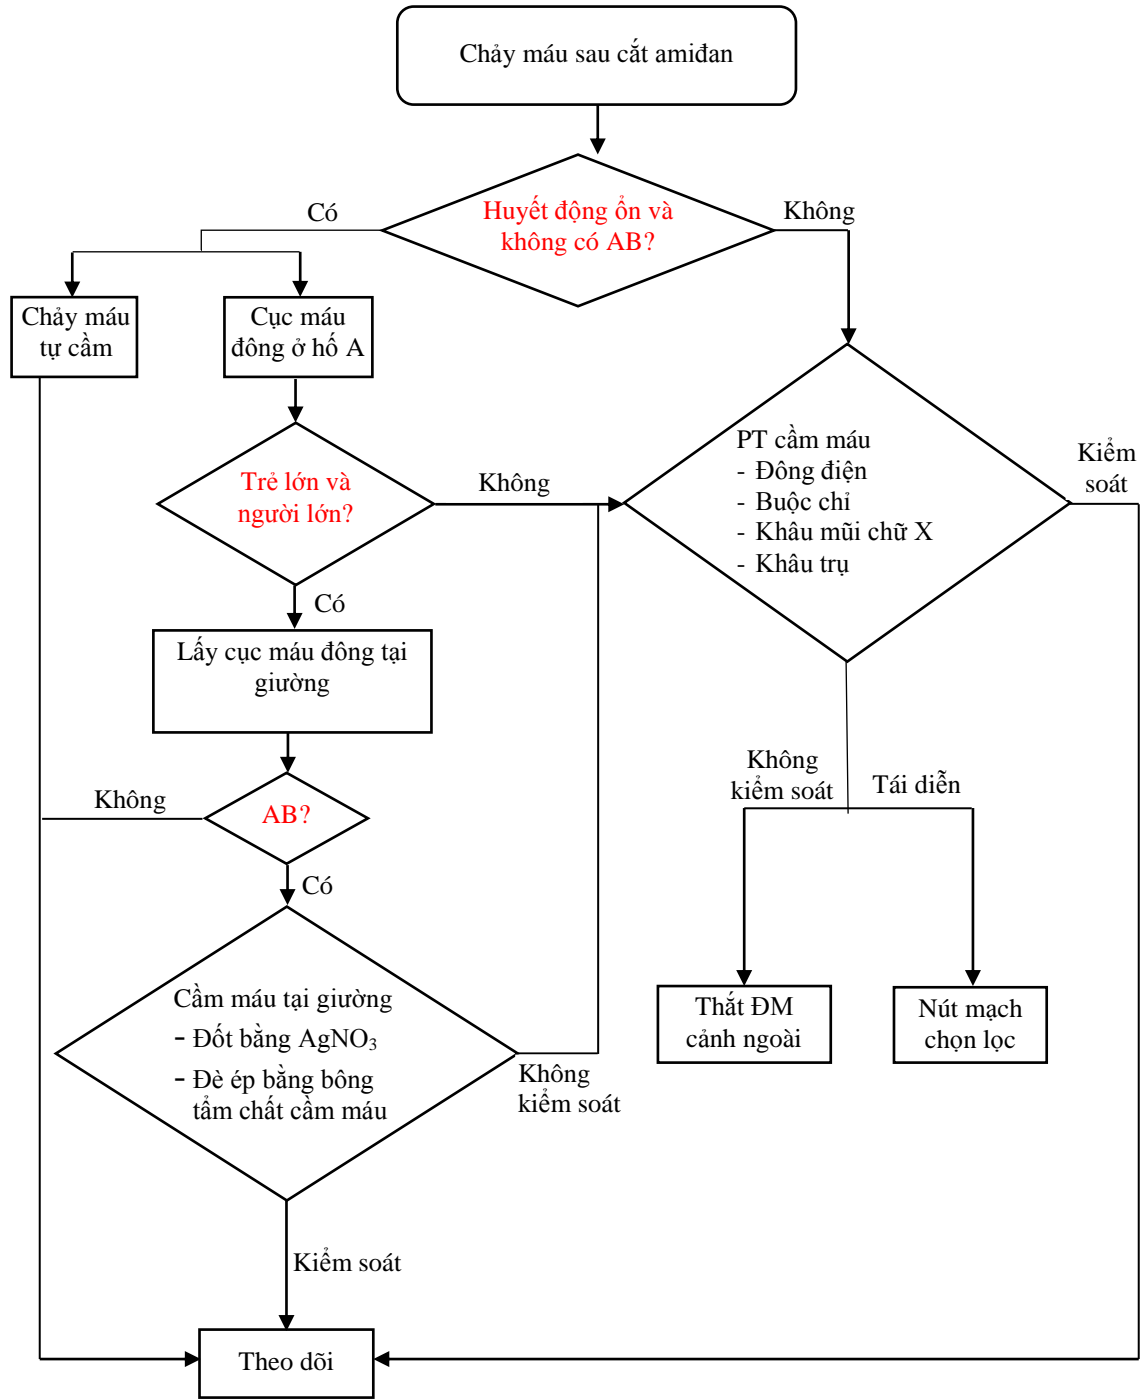 Chảy máu sau cắt amiđan
Có
Huyết động ổn và
không có AB?
Không
Chảy máu
tự cầm
Cục máu
đông ở hố A
Trẻ lớn và
người lớn?
Không
PT cầm máu
- Đông điện
- Buộc chỉ
- Khâu mũi chữ X
- Khâu trụ
Kiểm
soát
Có
Lấy cục máu đông tại
giường
Không
kiểm soát
Tái diễn
Không
AB?
Có
Cầm máu tại giường
- Đốt bằng AgNO₃
- Đè ép bằng bông
tẩm chất cầm máu
Không
kiểm soát
Thắt ĐM
cảnh ngoài
Nút mạch
chọn lọc
Kiểm soát
Theo dõi